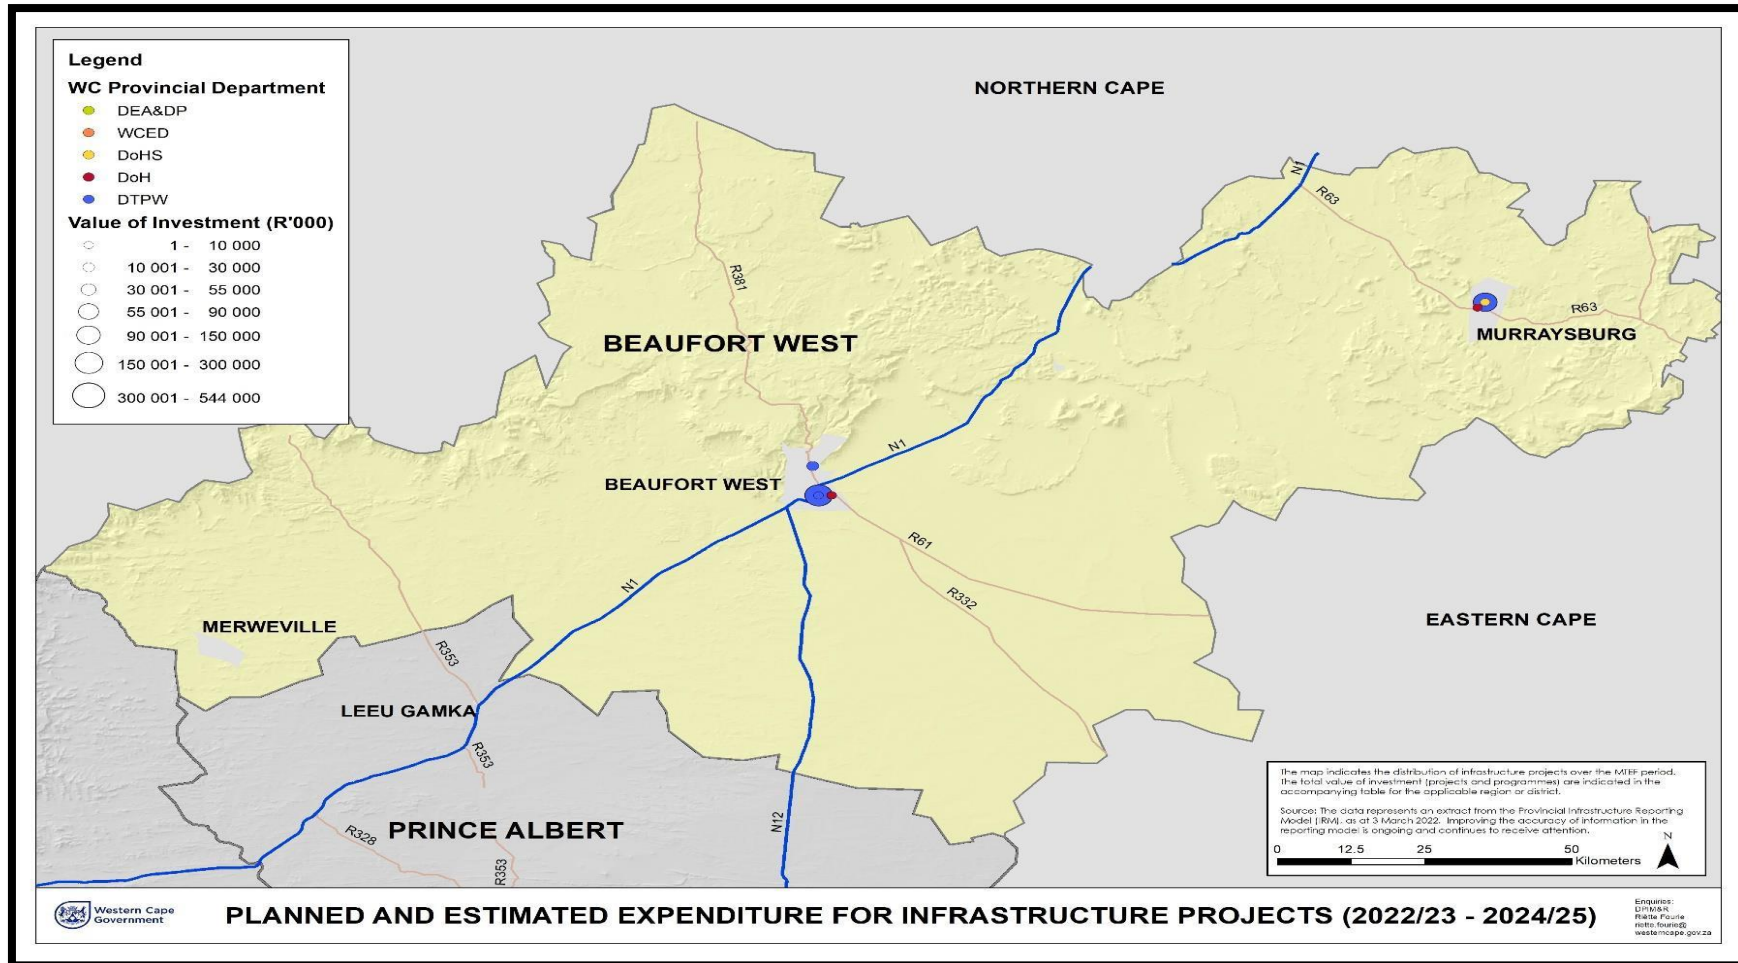 Legend
WC Provincial Department
DEA&DP
WCED
DoHS
DoH
DTPW
Value of Investment (R'000)
1 - 10 000
10 001 - 30 000
30 001 - 55 000
55 001 - 90 000
90 001 - 150 000
150 001 - 300 000
300 001 - 544 000
NORTHERN CAPE
N1
R63
R381
BEAUFORT WEST
R63
MURRAYSBURG
N1
BEAUFORT WEST
R61
N1
R332
EASTERN CAPE
MERWEVILLE
R353
LEEU GAMKA
R353
N12
PRINCE ALBERT
R328
R353
The map indicates the distribution of infrastructure projects over the MTEF period.
The total value of investment (projects and programmes) are indicated in the
accompanying table for the applicable region or district.
Source: The data represents an extract from the Provincial Infrastructure Reporting
Model (IRM), as at 3 March 2022. Improving the accuracy of information in the
reporting model is ongoing and continues to receive attention.
N
0 12.5 25 50
Kilometers
Western Cape
Government
PLANNED AND ESTIMATED EXPENDITURE FOR INFRASTRUCTURE PROJECTS (2022/23 - 2024/25)
Enquiries:
DPIM&R
Riëtte Fourie
riette.fourie@
westerncape.gov.za